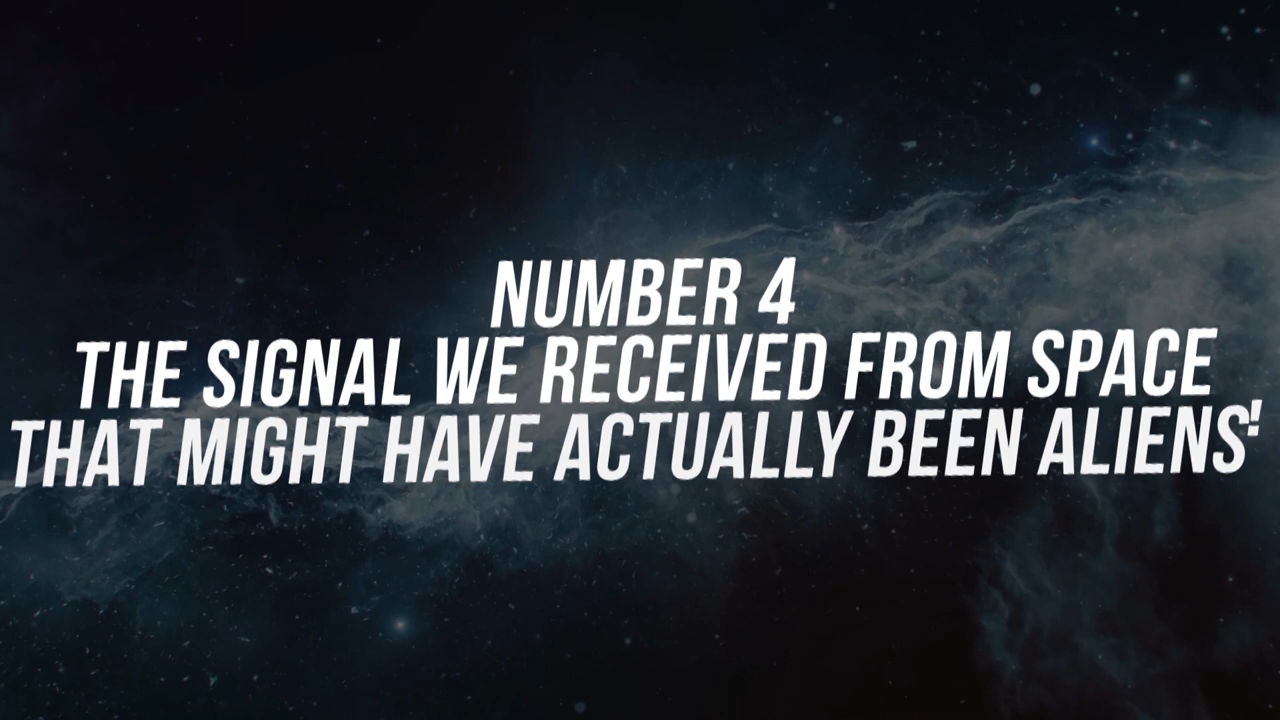 NUMBER 4
THE SIGNAL WE RECEIVED FROM SPACE
THAT MIGHT HAVE ACTUALLY BEEN ALIENS'